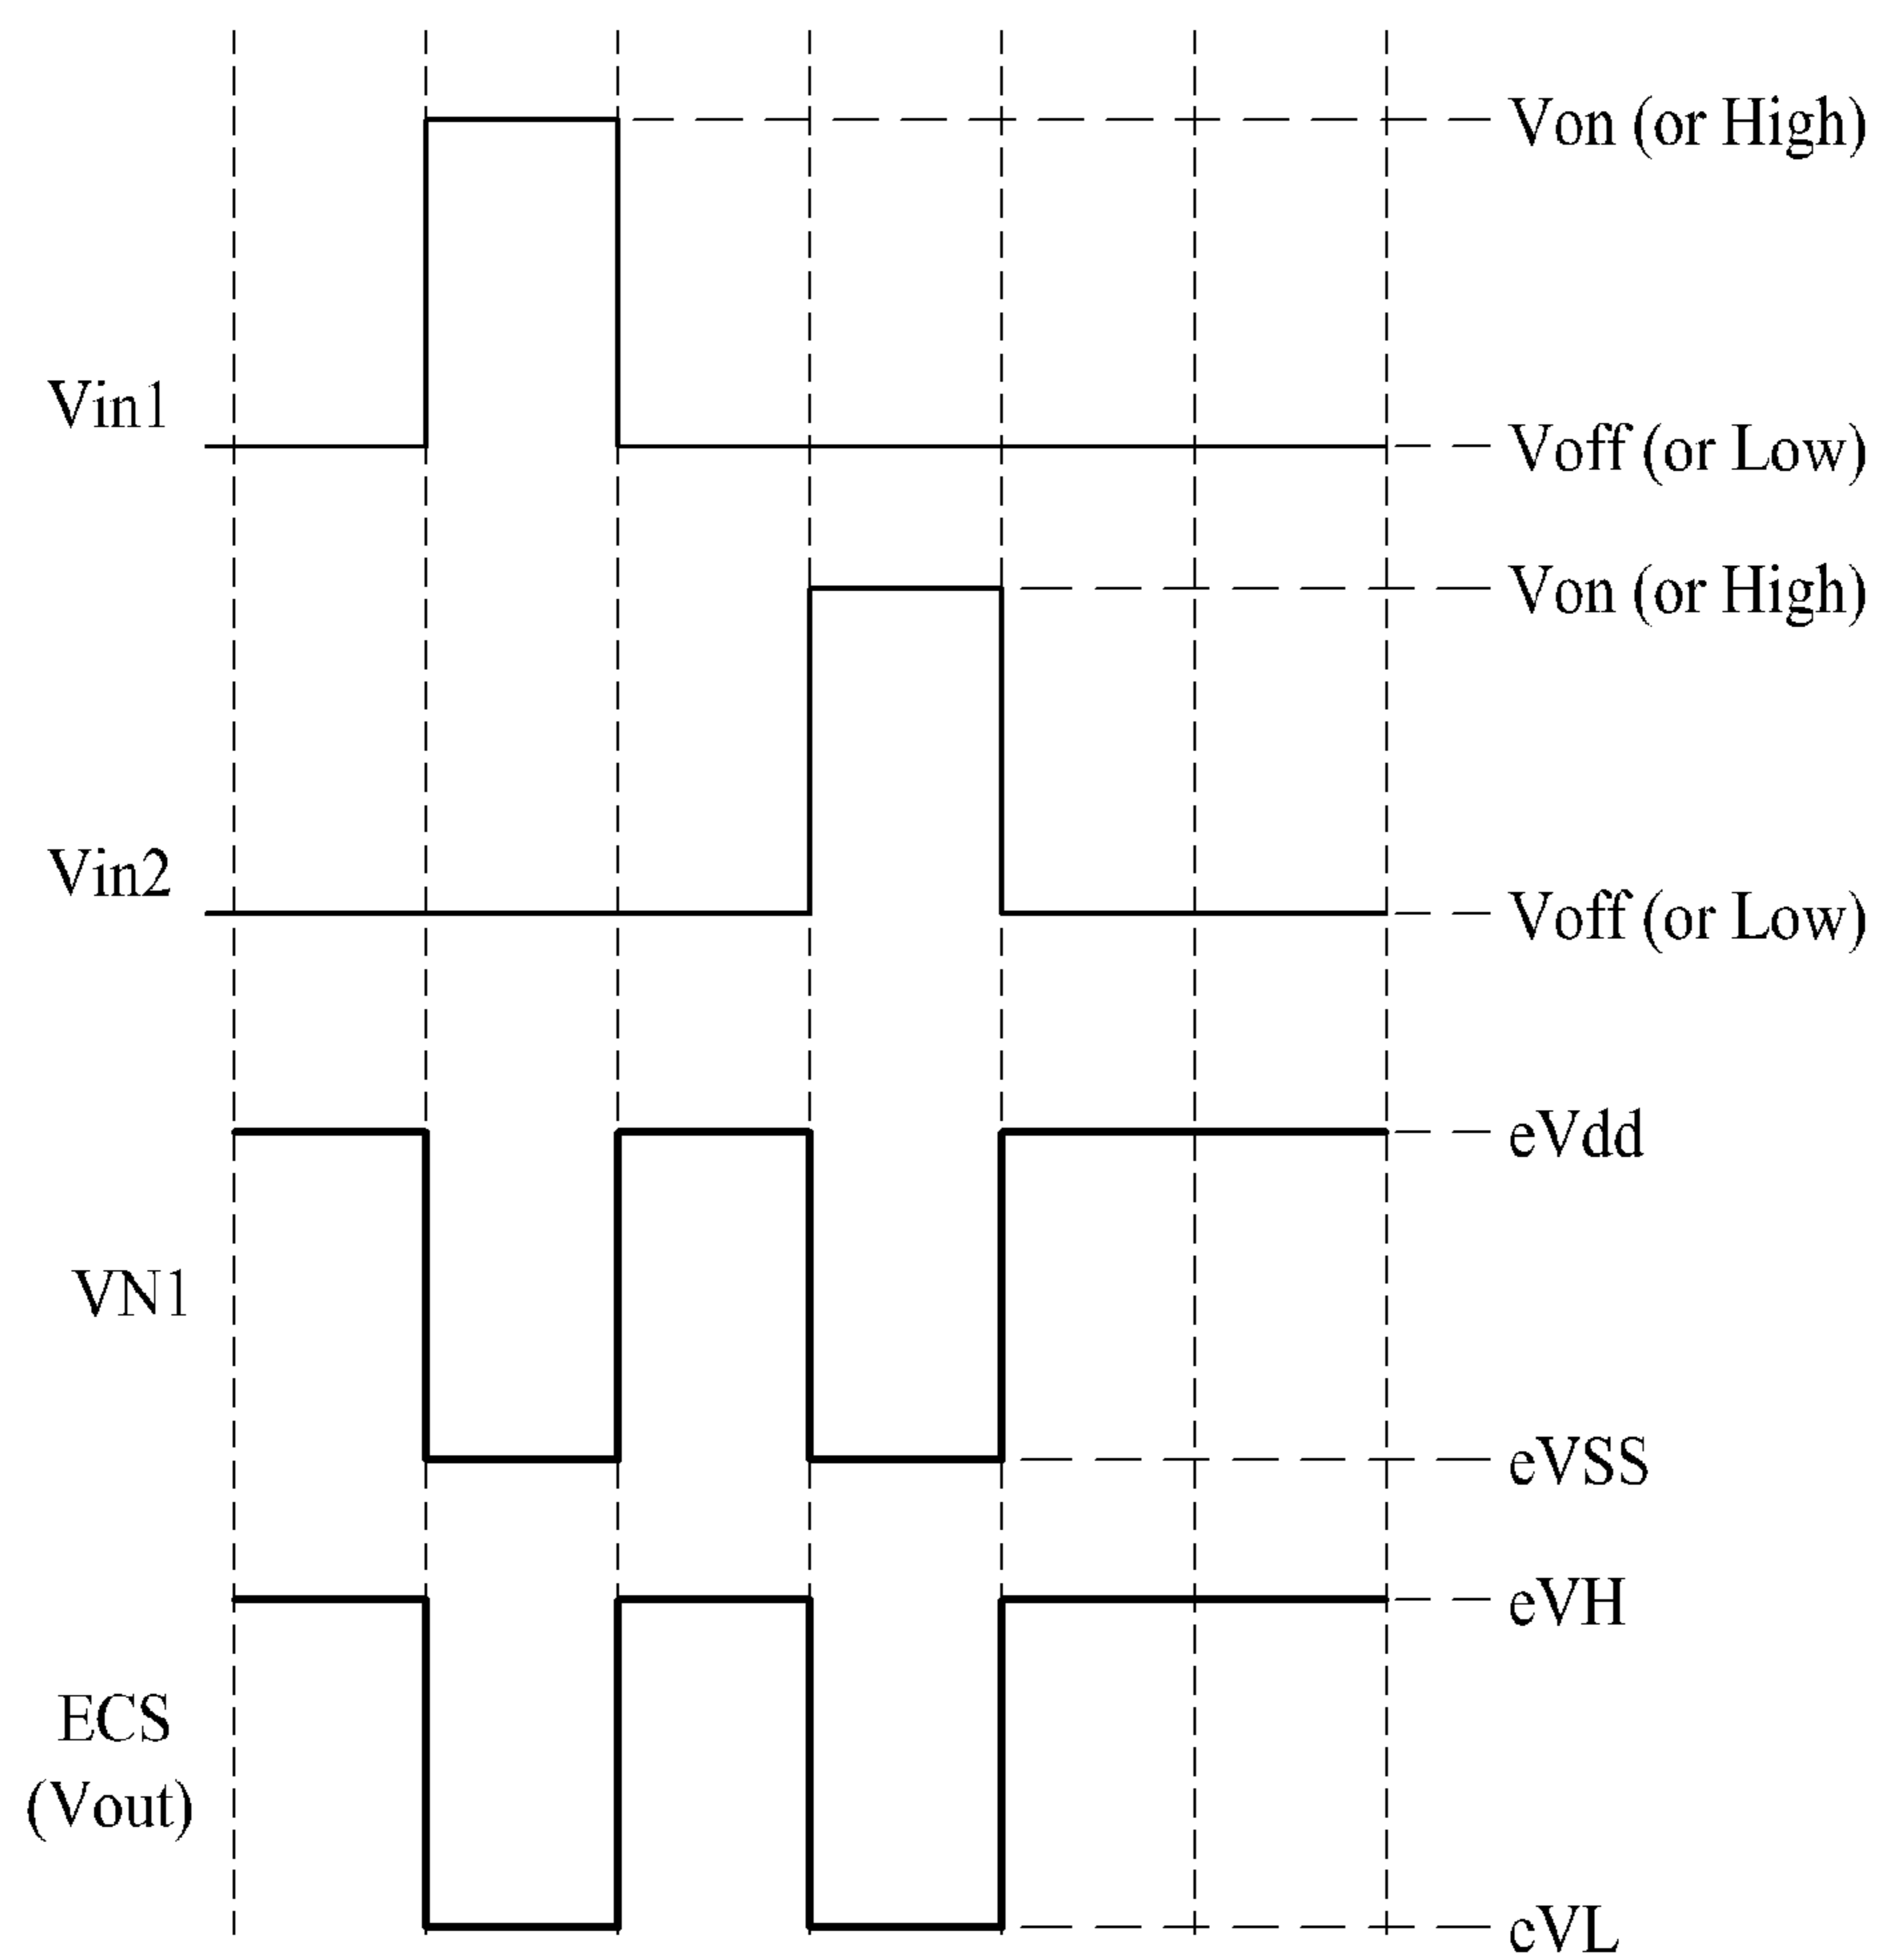 Von (or High)
Vin1
Voff (or Low)
Von (or High)
Vin2
Voff (or Low)
eVdd
VN1
eVSS
eVH
ECS
(Vout)
eVL